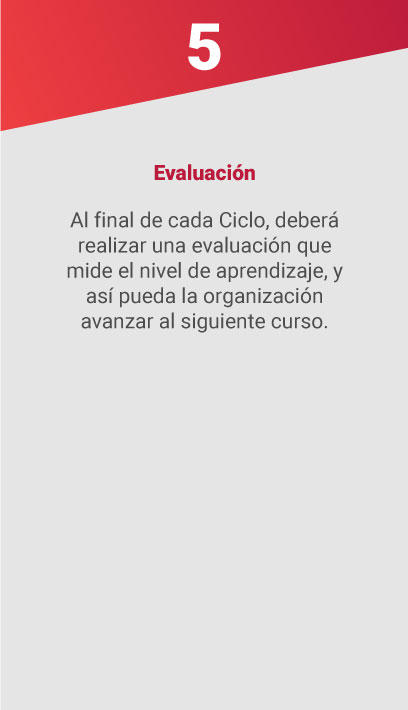 5
Evaluación
Al final de cada Ciclo, deberá
realizar una evaluación que
mide el nivel de aprendizaje, y
así pueda la organización
avanzar al siguiente curso.